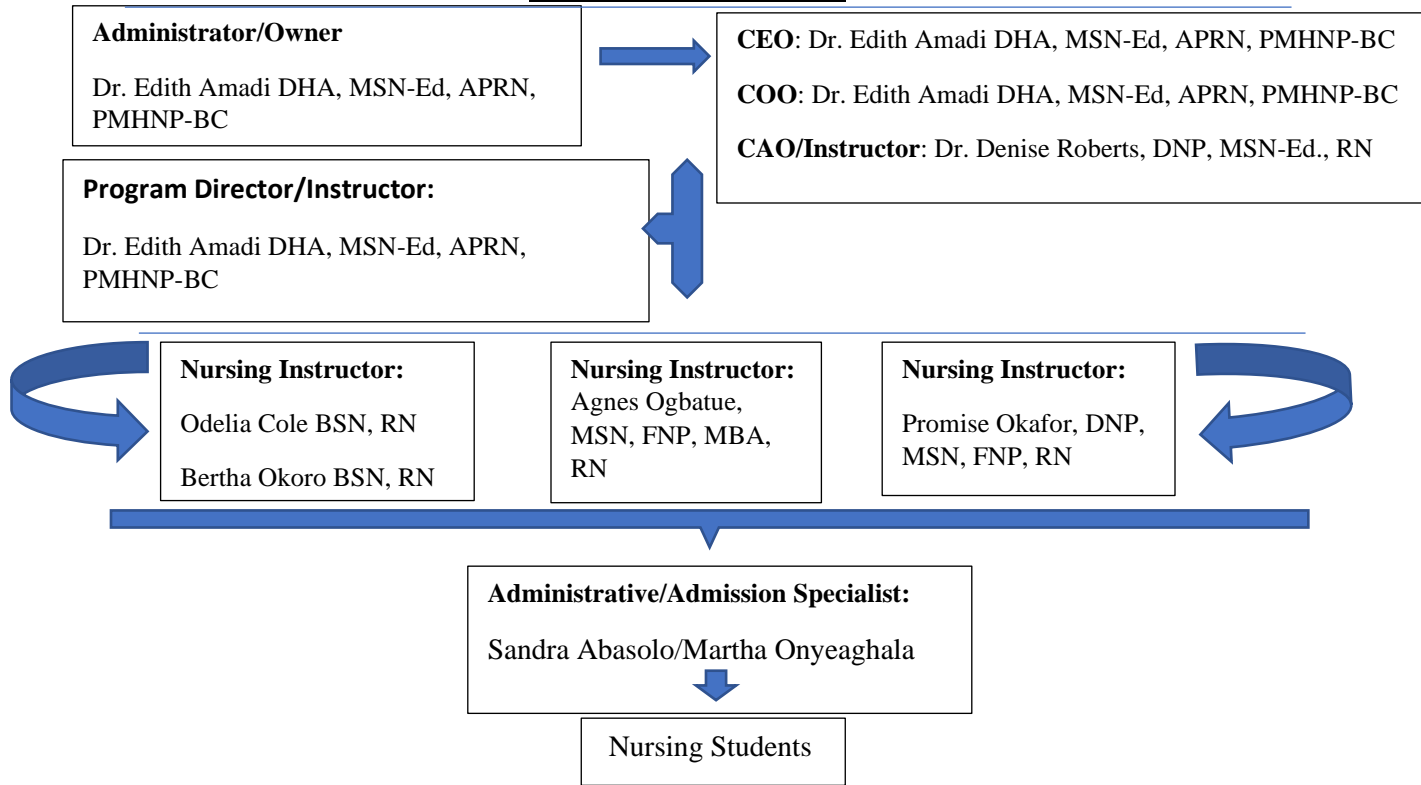 Administrator/Owner
Dr. Edith Amadi DHA, MSN-Ed, APRN,
PMHNP-BC
CEO: Dr. Edith Amadi DHA, MSN-Ed, APRN, PMHNP-BC
COO: Dr. Edith Amadi DHA, MSN-Ed, APRN, PMHNP-BC
CAO/Instructor: Dr. Denise Roberts, DNP, MSN-Ed., RN
Program Director/Instructor:
Dr. Edith Amadi DHA, MSN-Ed, APRN,
PMHNP-BC
Nursing Instructor:
Odelia Cole BSN, RN
Bertha Okoro BSN, RN
Nursing Instructor:
Agnes Ogbatue,
MSN, FNP, MBA,
RN
Nursing Instructor:
Promise Okafor, DNP,
MSN, FNP, RN
Administrative/Admission Specialist:
Sandra Abasolo/Martha Onyeaghala
Nursing Students